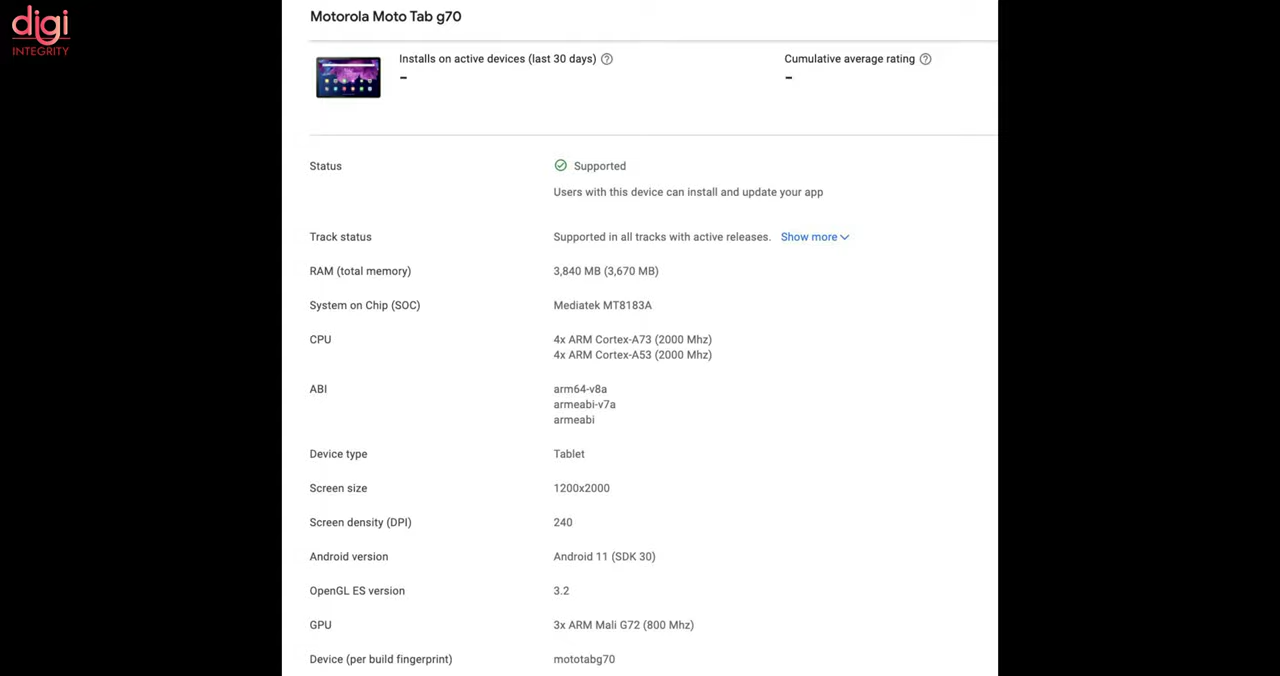 digi
INTEGRITY
Motorola Moto Tab g70
Installs on active devices (last 30 days)
-
Cumulative average rating
-
Status
Supported
Users with this device can install and update your app
Track status
Supported in all tracks with active releases. Show more
RAM (total memory)
3,840 MB (3,670 MB)
System on Chip (SOC)
Mediatek MT8183A
CPU
4x ARM Cortex-A73 (2000 Mhz)
4x ARM Cortex-A53 (2000 Mhz)
ABI
arm64-v8a
armeabi-v7a
armeabi
Device type
Tablet
Screen size
1200x2000
Screen density (DPI)
240
Android version
Android 11 (SDK 30)
OpenGL ES version
3.2
GPU
3x ARM Mali G72 (800 Mhz)
Device (per build fingerprint)
mototabg70